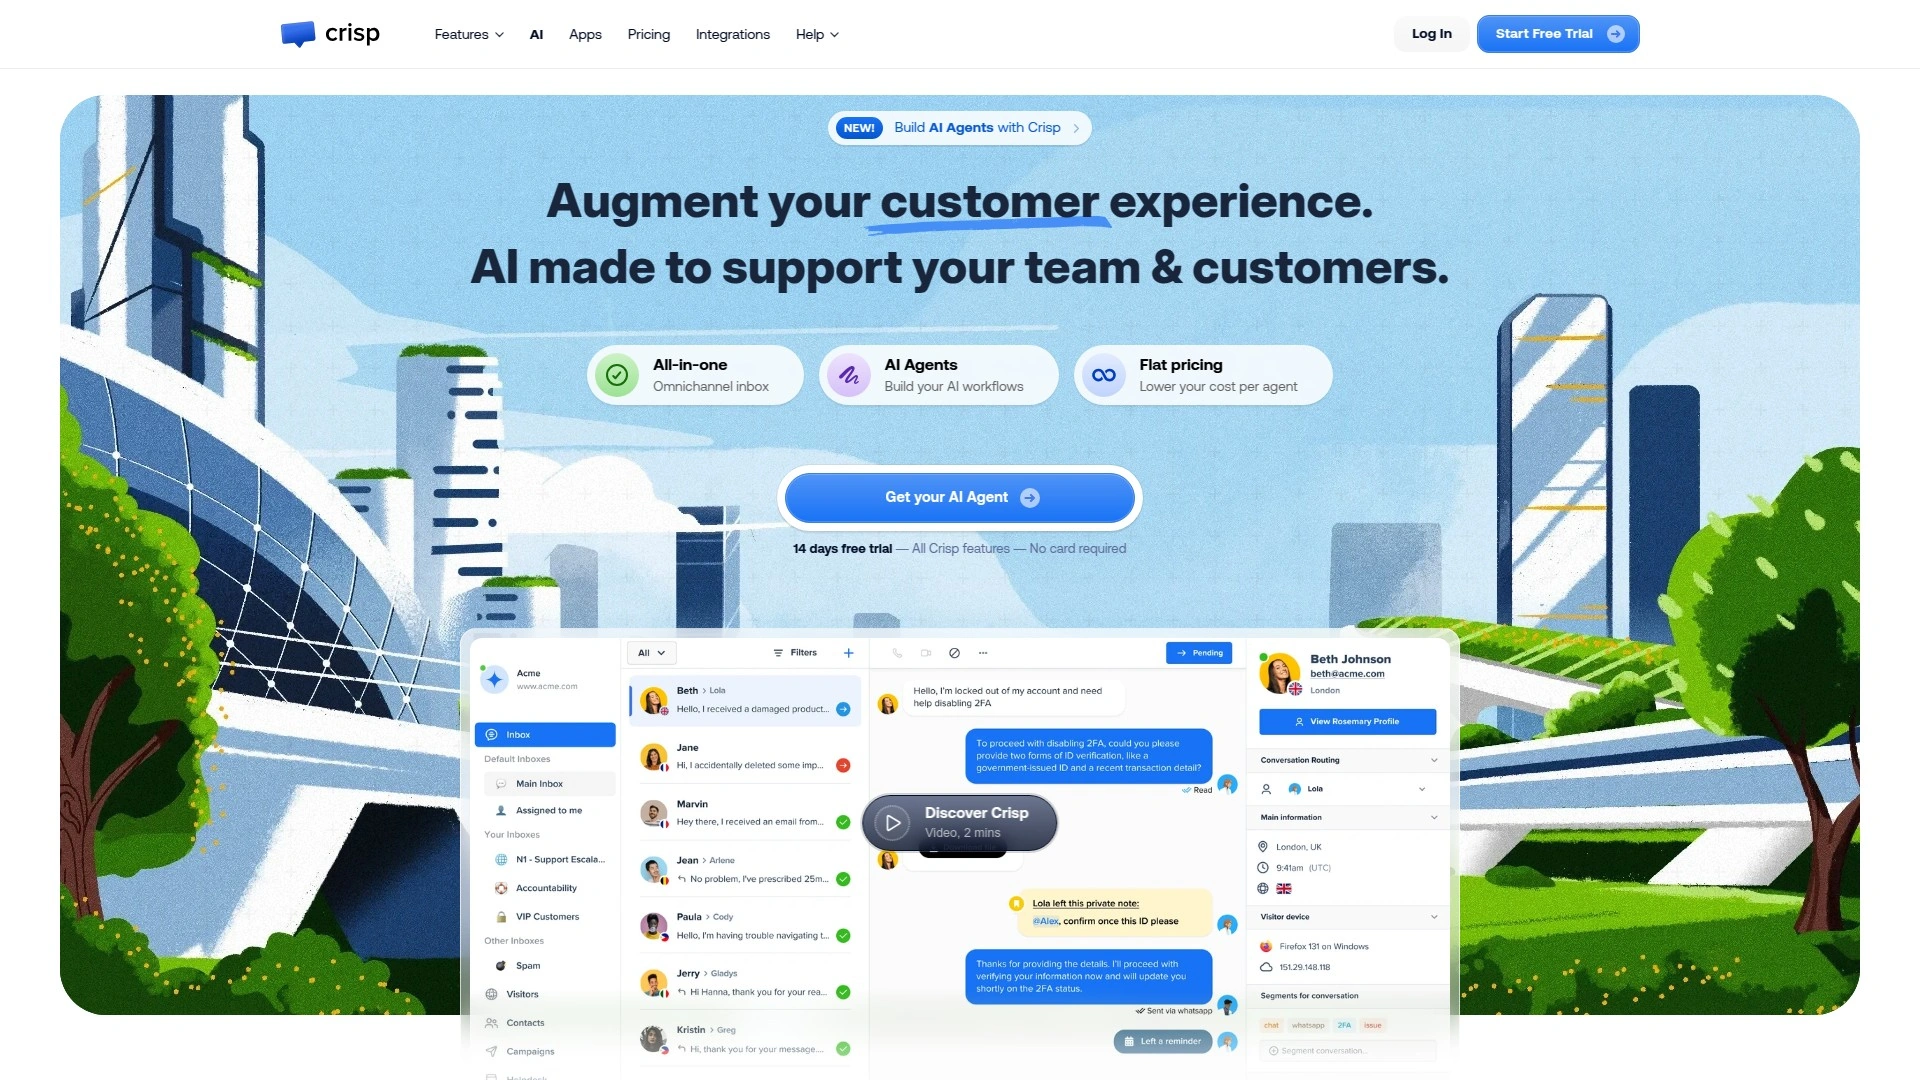 crisp
Features
AI
Apps
Pricing
Integrations
Help
Log In
Start Free Trial
NEW!
Build AI Agents with Crisp
Augment your customer experience.
AI made to support your team & customers.
All-in-one
Omnichannel inbox
AI Agents
Build your AI workflows
Flat pricing
Lower your cost per agent
Get your AI Agent
14 days free trial — All Crisp features — No card required
Acme
www.acme.com
Inbox
Default Inboxes
Main Inbox
Assigned to me
Your Inboxes
N1 - Support Escala...
Accountability
VIP Customers
Other Inboxes
Spam
Visitors
Contacts
Campaigns
Helpdesk
All
Filters
Beth > Lola
Hello, I received a damaged product...
Jane
Hi, I accidentally deleted some imp...
Marvin
Hey there, I received an email from...
Jean > Arlene
No problem, I've prescribed 25m...
Paula > Cody
Hello, I'm having trouble navigating t...
Jerry > Gladys
Hi Hanna, thank you for your rea...
Kristin > Greg
Hi, thank you for your message....
Pending
Hello, I'm locked out of my account and need
help disabling 2FA
To proceed with disabling 2FA, could you please
provide two forms of ID verification, like a
government-issued ID and a recent transaction detail?
Read
Discover Crisp
Video, 2 mins
Lola left this private note:
@Alex, confirm once this ID please
Thanks for providing the details. I'll proceed with
verifying your information now and will update you
shortly on the 2FA status.
Sent via whatsapp
Left a reminder
Beth Johnson
beth@acme.com
London
View Rosemary Profile
Conversation Routing
Lola
Main information
London, UK
9:41am (UTC)
Visitor device
Firefox 131 on Windows
151.29.148.118
Segments for conversation
chat
whatsapp
2FA
issue
Segment conversation...